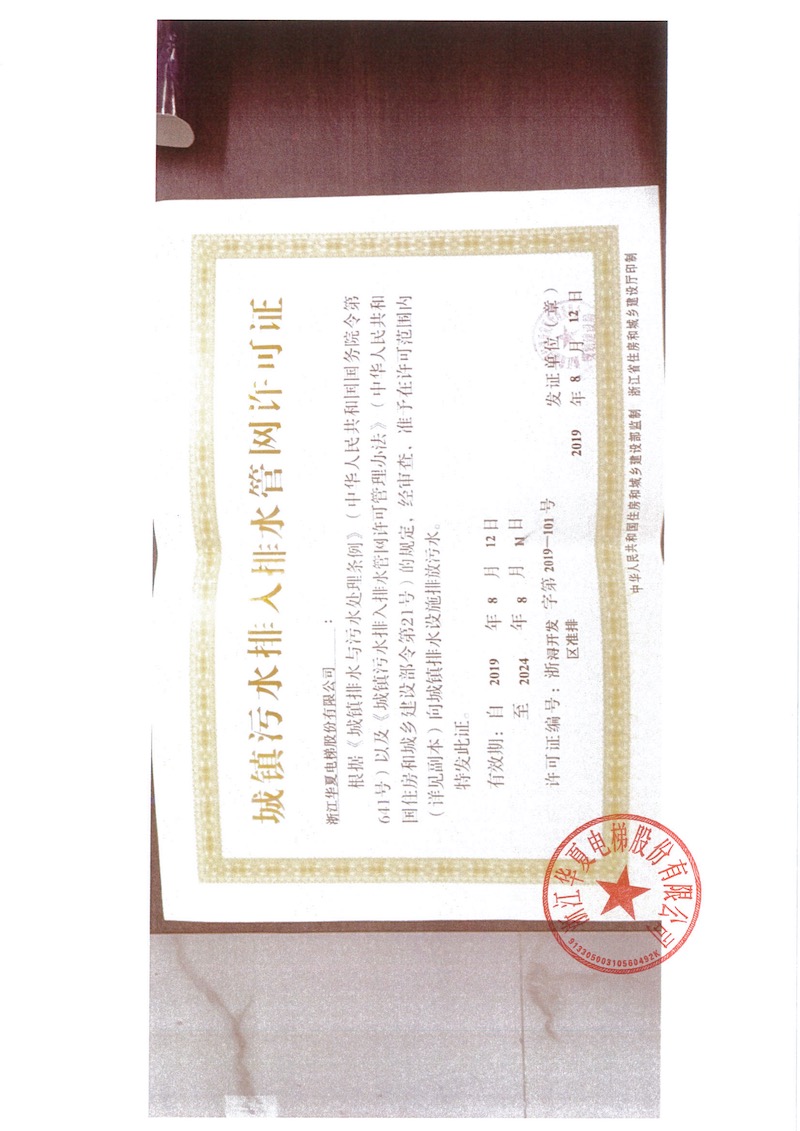 城镇污水排入排水管网许可证
浙江华夏电梯股份有限公司：
根据《城镇排水与污水处理条例》（中华人民共和国国务院令第
641号）以及《城镇污水排入排水管网许可管理办法》（中华人民共和
国住房和城乡建设部令第21号）的规定，经审查，准予在许可范围内
（详见副本）向城镇排水设施排放污水。
特发此证。
有效期：自 2019 年 8 月 12 日
至 2024 年 8 月 日
许可证编号：浙浔开发区准排 字第 2019—101 号
发证单位（章）
2019 年 8 月 12 日
中华人民共和国住房和城乡建设部监制 浙江省住房和城乡建设厅印制
浙江华夏电梯股份有限公司
91330500310560492K